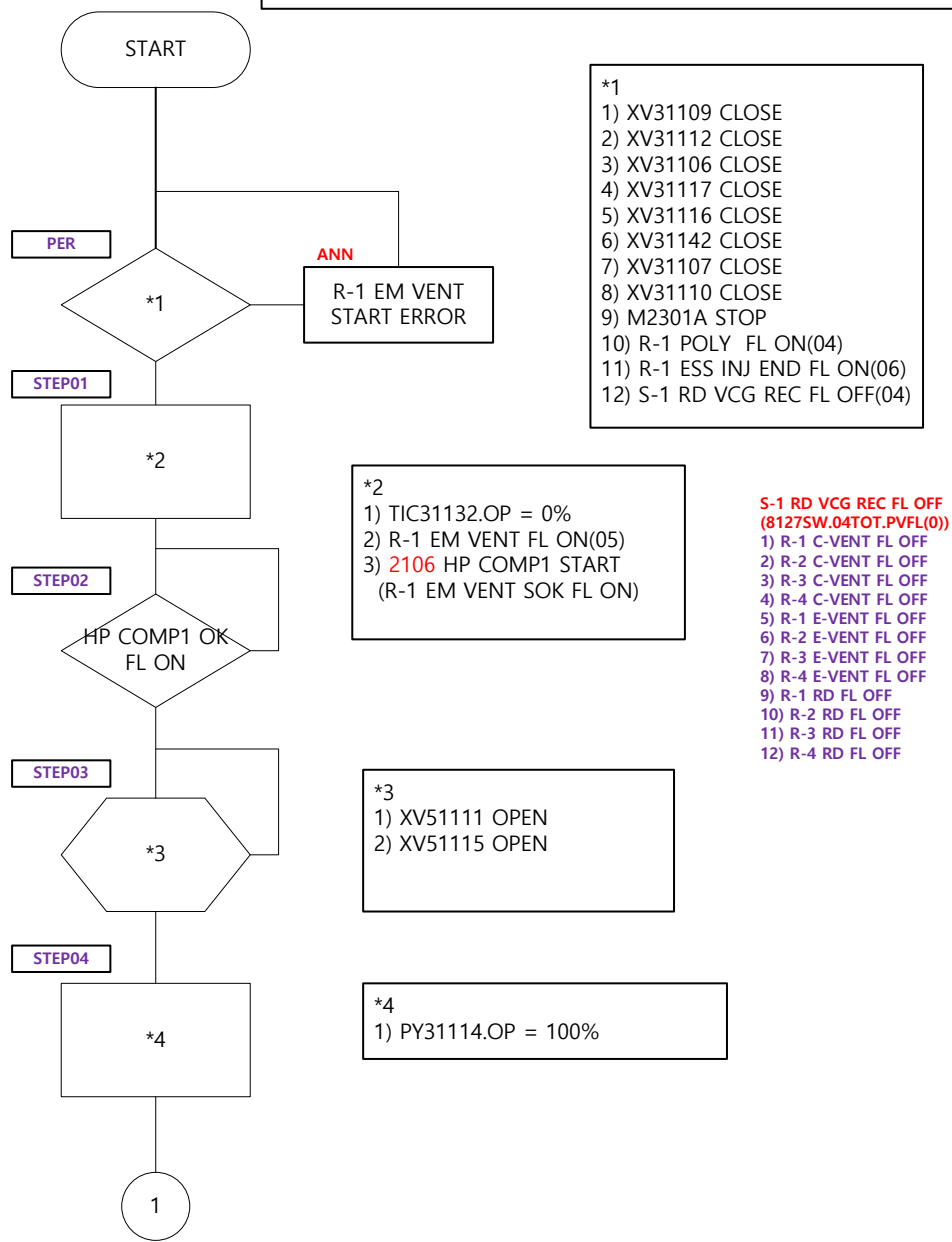 START
PER
*1
ANN
R-1 EM VENT
START ERROR
*1
1) XV31109 CLOSE
2) XV31112 CLOSE
3) XV31106 CLOSE
4) XV31117 CLOSE
5) XV31116 CLOSE
6) XV31142 CLOSE
7) XV31107 CLOSE
8) XV31110 CLOSE
9) M2301A STOP
10) R-1 POLY  FL ON(04)
11) R-1 ESS INJ END FL ON(06)
12) S-1 RD VCG REC FL OFF(04)
STEP01
*2
*2
1) TIC31132.OP = 0%
2) R-1 EM VENT FL ON(05)
3) 2106 HP COMP1 START
(R-1 EM VENT SOK FL ON)
S-1 RD VCG REC FL OFF
(8127SW.04TOT.PVFL(0))
1) R-1 C-VENT FL OFF
2) R-2 C-VENT FL OFF
3) R-3 C-VENT FL OFF
4) R-4 C-VENT FL OFF
5) R-1 E-VENT FL OFF
6) R-2 E-VENT FL OFF
7) R-3 E-VENT FL OFF
8) R-4 E-VENT FL OFF
9) R-1 RD FL OFF
10) R-2 RD FL OFF
11) R-3 RD FL OFF
12) R-4 RD FL OFF
STEP02
HP COMP1 OK
FL ON
STEP03
*3
*3
1) XV51111 OPEN
2) XV51115 OPEN
STEP04
*4
*4
1) PY31114.OP = 100%
1